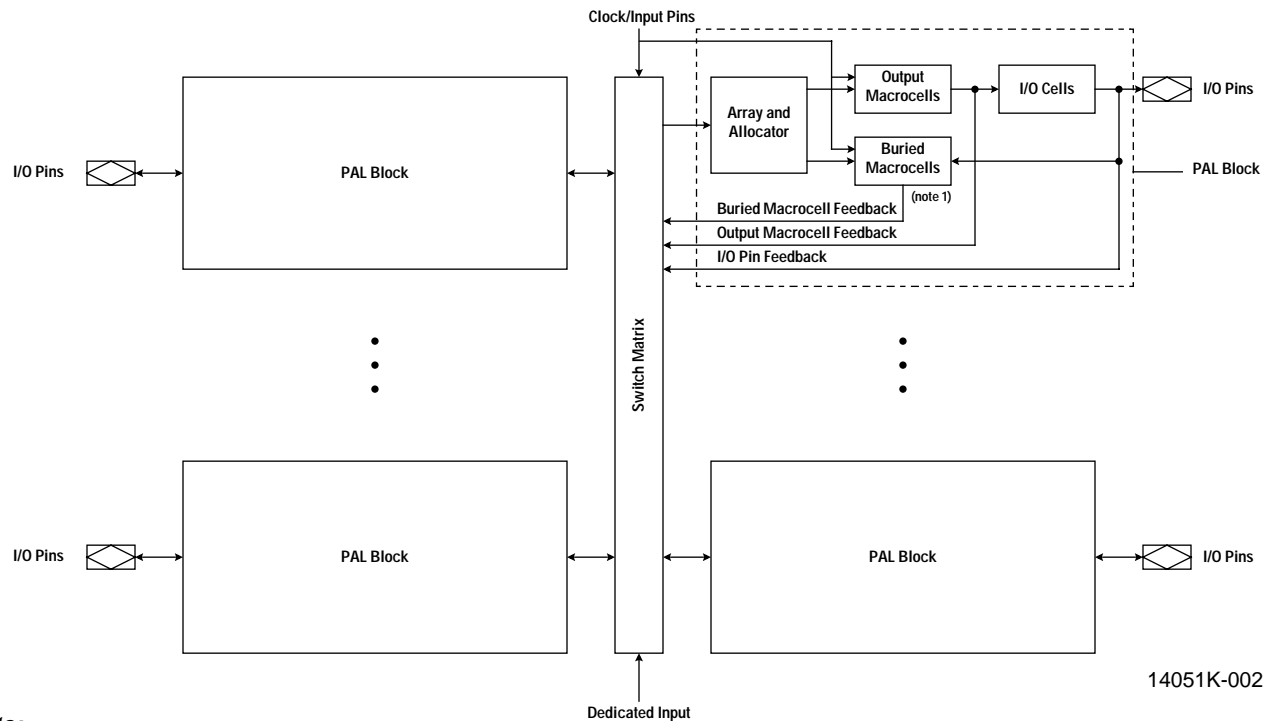 Clock/Input Pins
Output
Macrocells
I/O Cells
I/O Pins
Array and
Allocator
I/O Pins
PAL Block
Buried
Macrocells
PAL Block
(note 1)
Buried Macrocell Feedback
Output Macrocell Feedback
I/O Pin Feedback
Switch Matrix
I/O Pins
PAL Block
PAL Block
I/O Pins
14051K-002
Dedicated Input